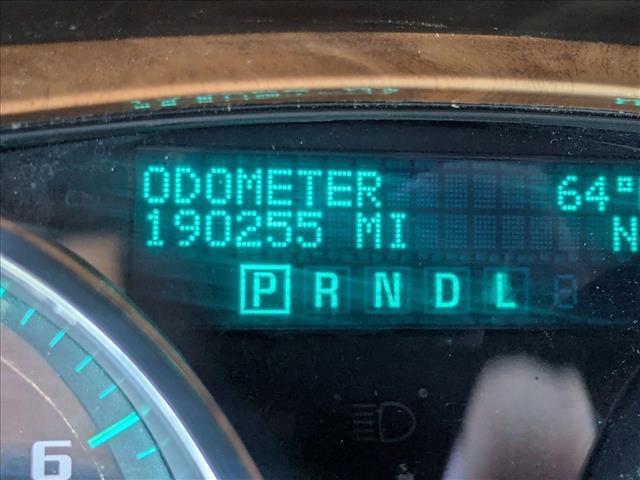 ODOMETER 64°
190255 MI N
P R N D L
6